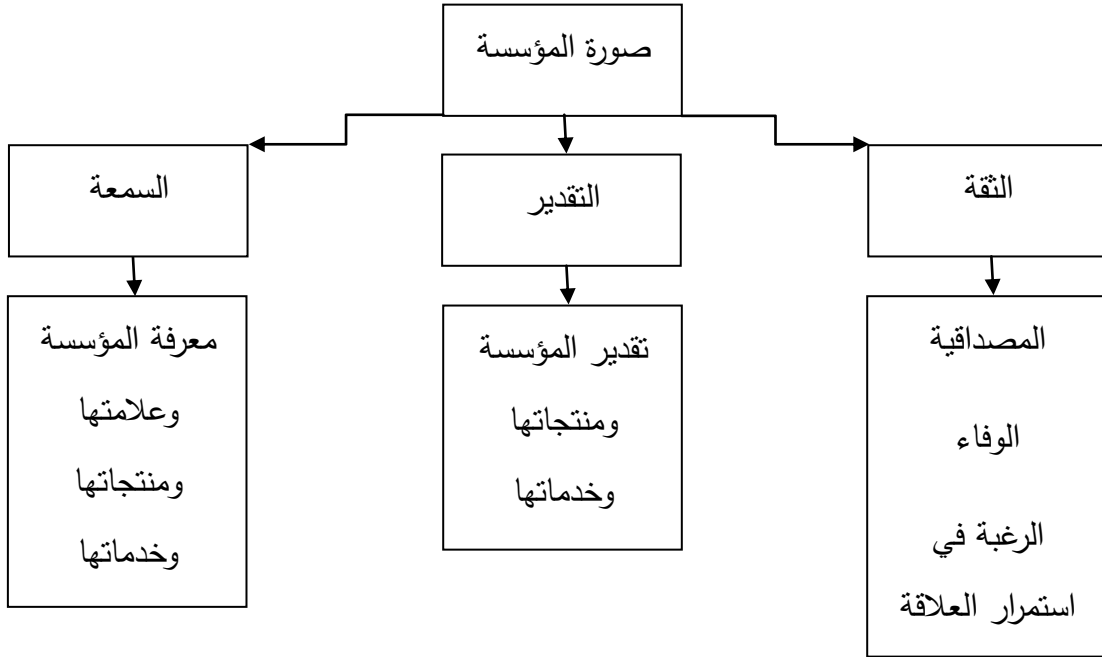 صورة المؤسسة
الثقة
التقدير
السمعة
المصداقية
الوفاء
الرغبة في
استمرار العلاقة
تقدير المؤسسة
ومنتجاتها
وخدماتها
معرفة المؤسسة
وعلامتها
ومنتجاتها
وخدماتها